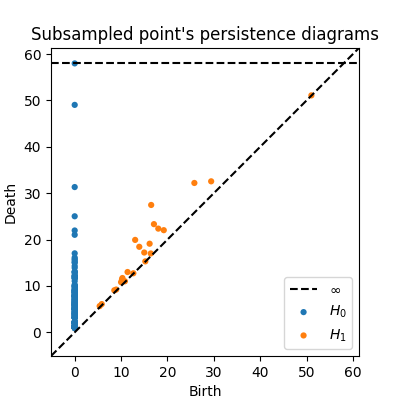 Subsampled point's persistence diagrams
60
50
40
30
20
10
0
Death
∞
H₀
H₁
0 10 20 30 40 50 60
Birth